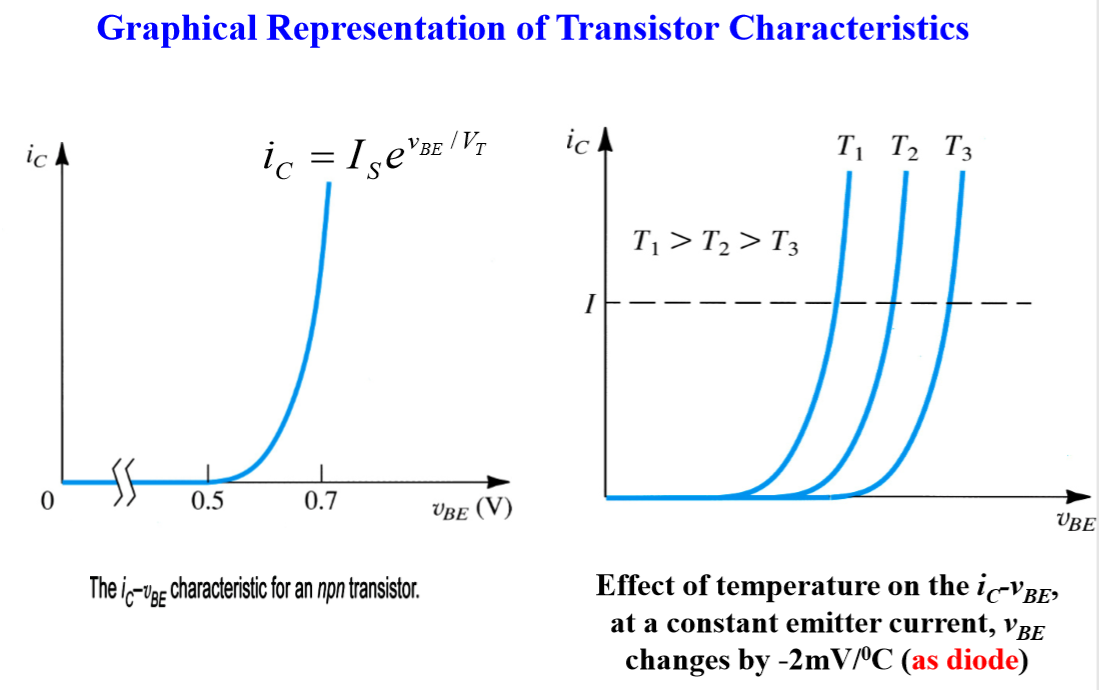 Graphical Representation of Transistor Characteristics
i_C
i_C = I_S e^{v_BE / V_T}
0
0.5
0.7
v_BE (V)
The i_C–v_BE characteristic for an npn transistor.
i_C
T_1 T_2 T_3
T_1 > T_2 > T_3
I
v_BE
Effect of temperature on the i_C-v_BE,
at a constant emitter current, v_BE
changes by -2mV/⁰C (as diode)